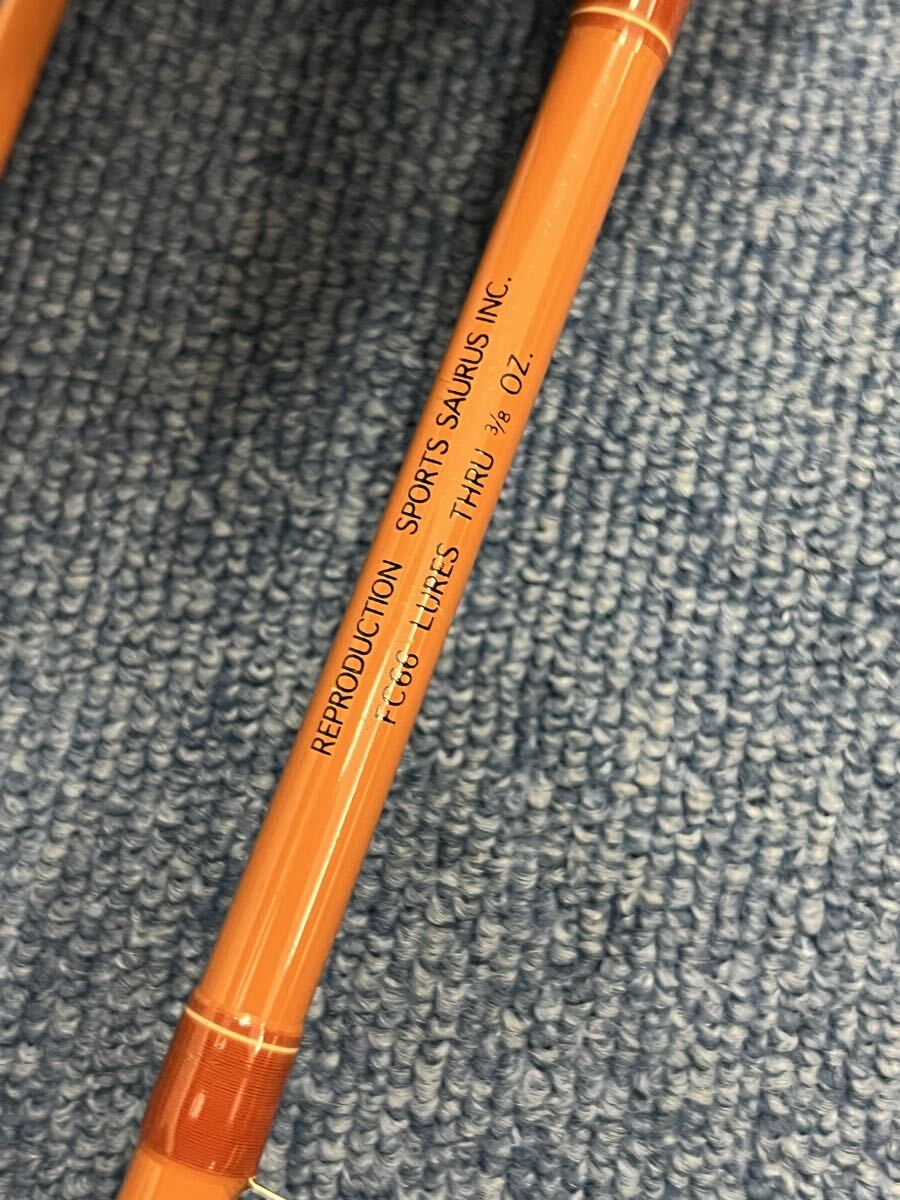 REPRODUCTION SPORTS SAURUS INC.
FC66 LURES THRU 3/8 OZ.